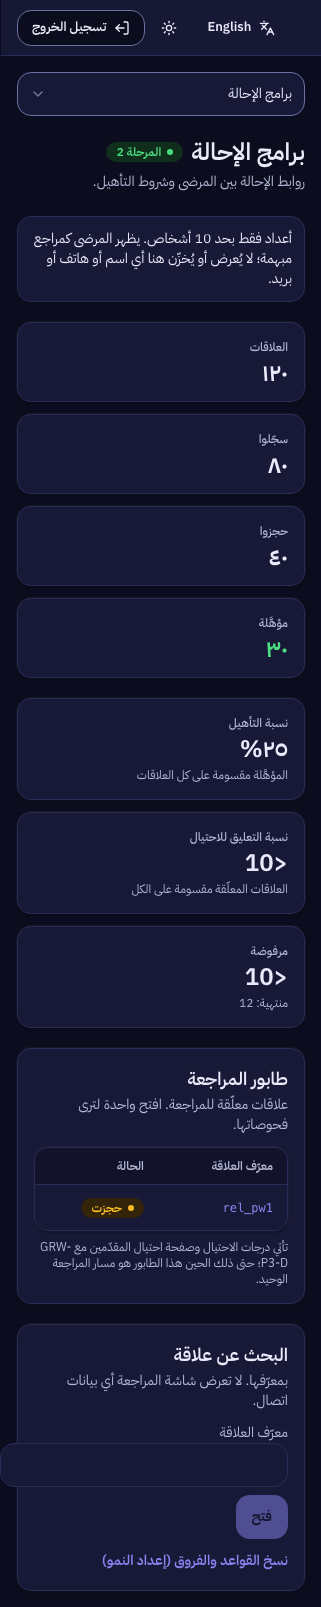 English
تسجيل الخروج
برامج الإحالة
برامج الإحالة
المرحلة 2
روابط الإحالة بين المرضى وشروط التأهيل.
أعداد فقط بحد 10 أشخاص. يظهر المرضى كمراجع
مبهمة؛ لا يُعرض أو يُخزّن هنا أي اسم أو هاتف أو
بريد.
العلاقات
١٢٠
سجّلوا
٨٠
حجزوا
٤٠
مؤهَّلة
٣٠
نسبة التأهيل
٢٥%
المؤهَّلة مقسومة على كل العلاقات
نسبة التعليق للاحتيال
<10
العلاقات المعلّقة مقسومة على الكل
مرفوضة
<10
منتهية: 12
طابور المراجعة
علاقات معلّقة للمراجعة. افتح واحدة لترى
فحوصاتها.
معرّف العلاقة
الحالة
rel_pw1
حجزت
تأتي درجات الاحتيال وصفحة احتيال المقدّمين مع GRW-
P3-D؛ حتى ذلك الحين هذا الطابور هو مسار المراجعة
الوحيد.
البحث عن علاقة
بمعرّفها. لا تعرض شاشة المراجعة أي بيانات
اتصال.
معرّف العلاقة
فتح
نسخ القواعد والفروق (إعداد النمو)